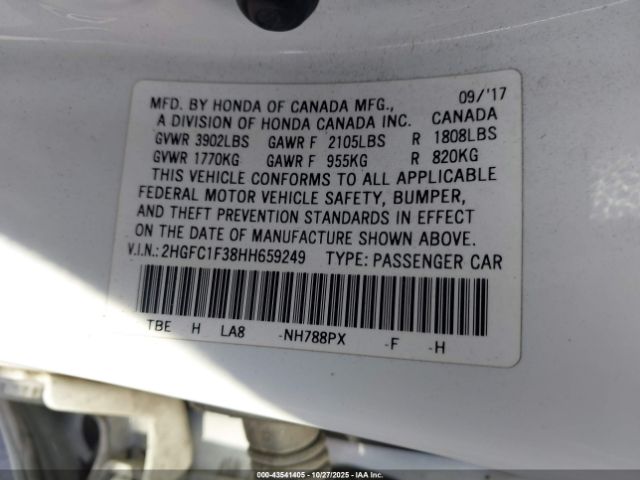 MFD. BY HONDA OF CANADA MFG., 09/'17
A DIVISION OF HONDA CANADA INC. CANADA
GVWR 3902LBS GAWR F 2105LBS R 1808LBS
GVWR 1770KG GAWR F 955KG R 820KG
THIS VEHICLE CONFORMS TO ALL APPLICABLE
FEDERAL MOTOR VEHICLE SAFETY, BUMPER,
AND THEFT PREVENTION STANDARDS IN EFFECT
ON THE DATE OF MANUFACTURE SHOWN ABOVE.
V.I.N.: 2HGFC1F38HH659249 TYPE: PASSENGER CAR
TBE H LA8 -NH788PX -F -H
000-43541405 - 10/27/2025 - IAA.com